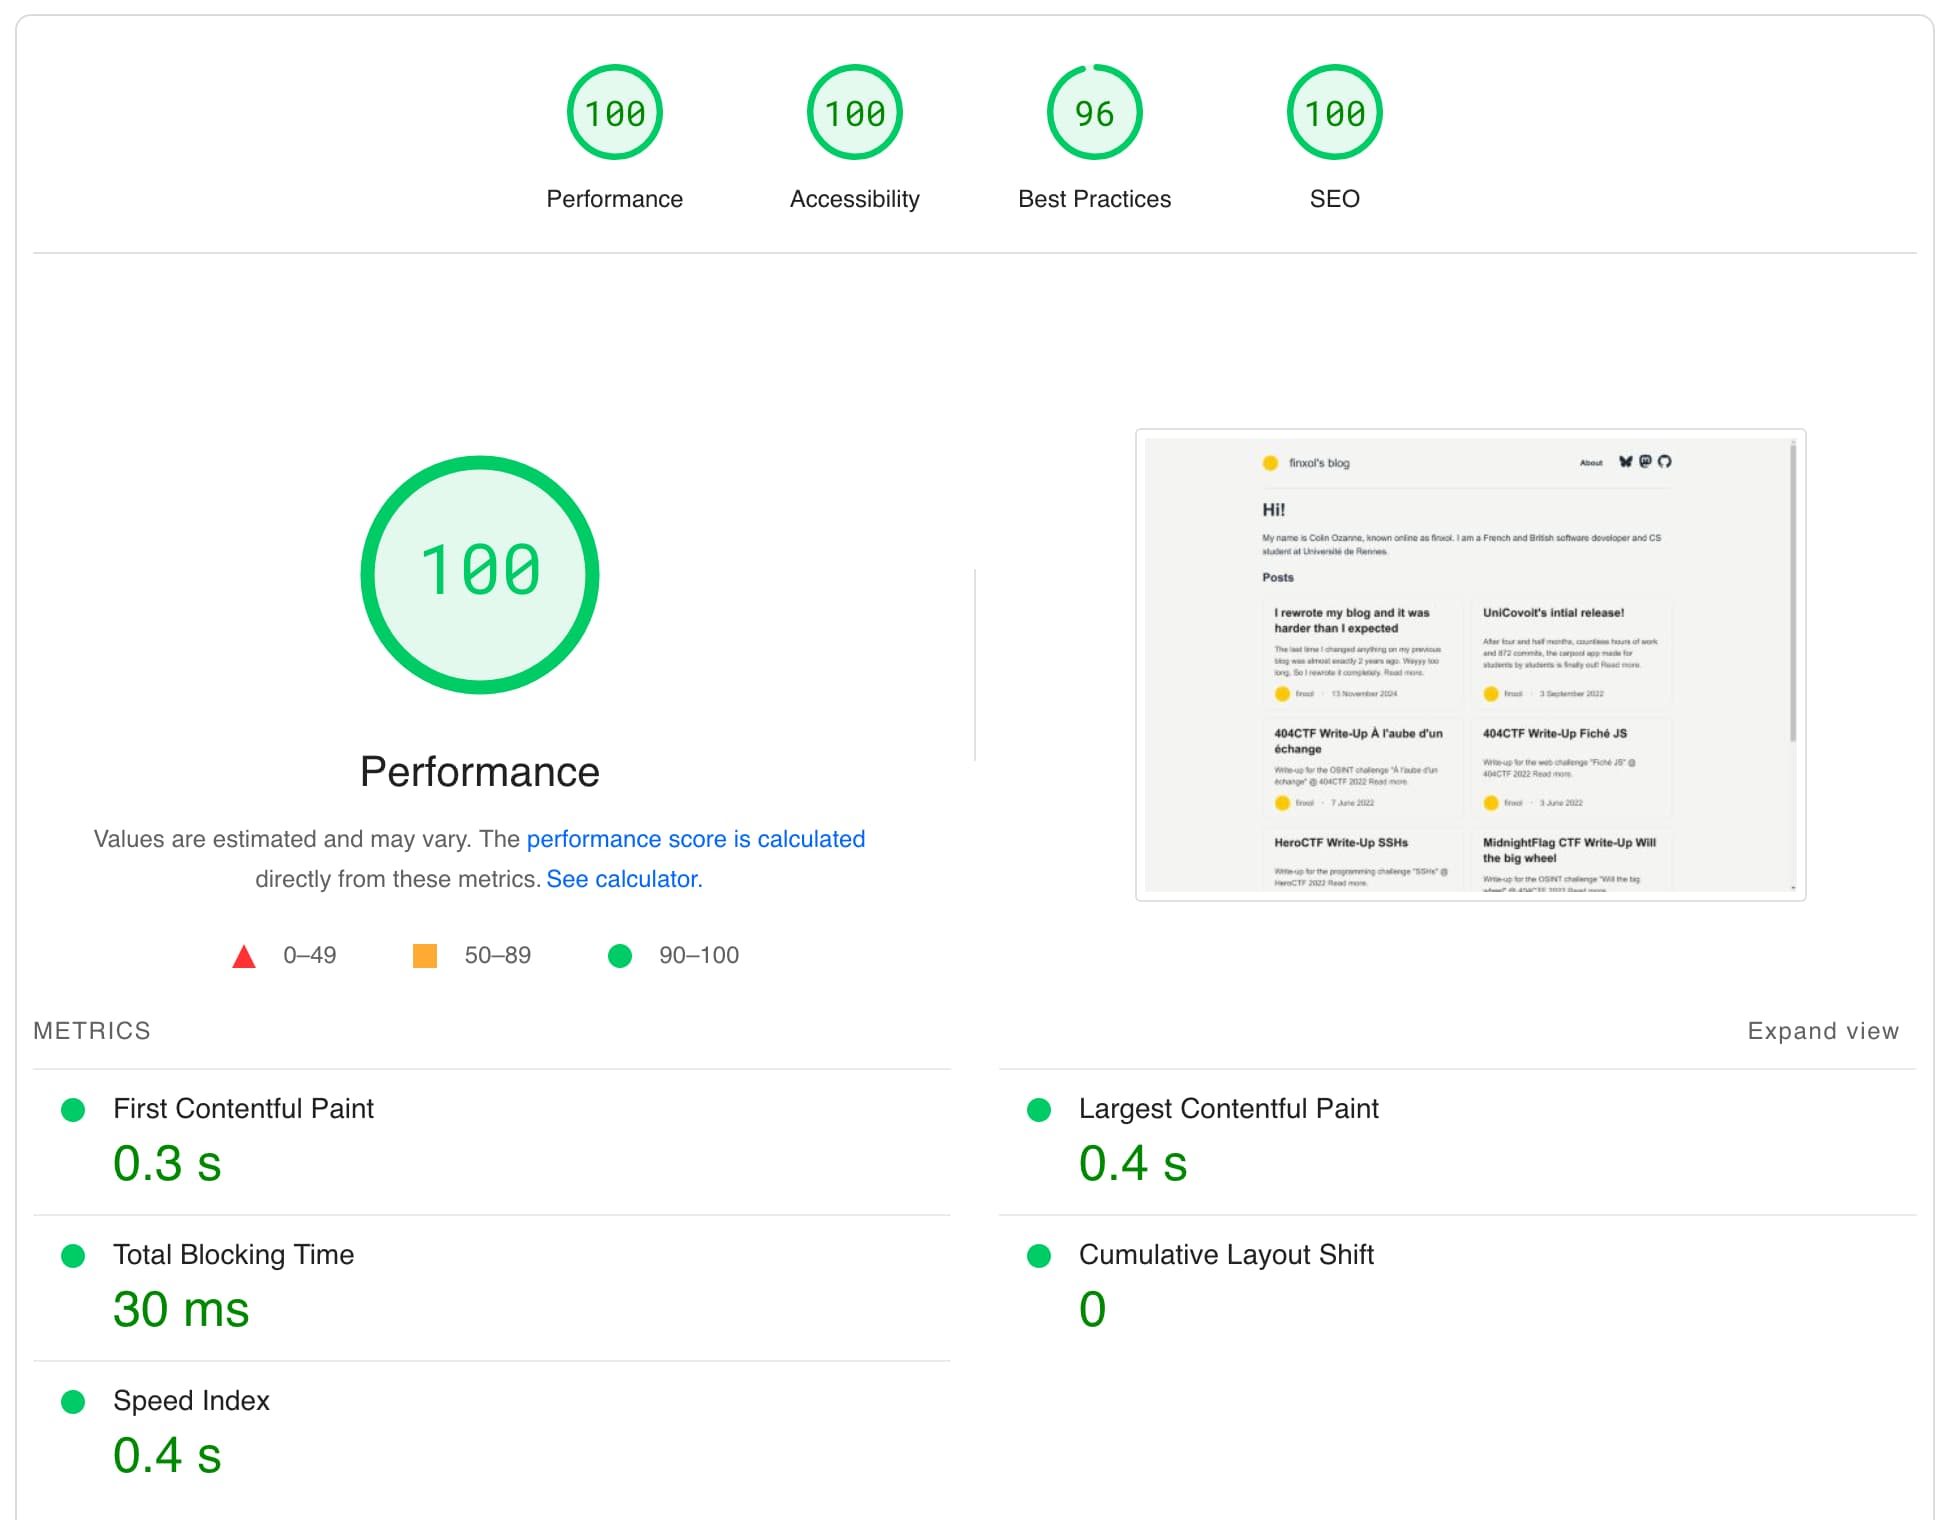 100
100
96
100
Performance
Accessibility
Best Practices
SEO
100
Performance
Values are estimated and may vary. The performance score is calculated
directly from these metrics. See calculator.
0–49
50–89
90–100
finxol's blog
About
Hi!
My name is Colin Ozanne, known online as finxol. I am a French and British software developer and CS
student at Université de Rennes.
Posts
I rewrote my blog and it was
harder than I expected
The last time I changed anything on my previous
blog was almost exactly 2 years ago. Wayyy too
long. So I rewrote it completely. Read more.
finxol · 13 November 2024
UniCovoit's intial release!
After four and half months, countless hours of work
and 872 commits, the carpool app made for
students by students is finally out! Read more.
finxol · 3 September 2022
404CTF Write-Up À l'aube d'un
échange
Write-up for the OSINT challenge "À l'aube d'un
échange" @ 404CTF 2022 Read more.
finxol · 7 June 2022
404CTF Write-Up Fiché JS
Write-up for the web challenge "Fiché JS" @
404CTF 2022 Read more.
finxol · 3 June 2022
HeroCTF Write-Up SSHs
Write-up for the programming challenge "SSHs" @
HeroCTF 2022 Read more.
MidnightFlag CTF Write-Up Will
the big wheel
Write-up for the OSINT challenge "Will the big
wheel" @ 404CTF 2022 Read more.
METRICS
Expand view
First Contentful Paint
0.3 s
Largest Contentful Paint
0.4 s
Total Blocking Time
30 ms
Cumulative Layout Shift
0
Speed Index
0.4 s